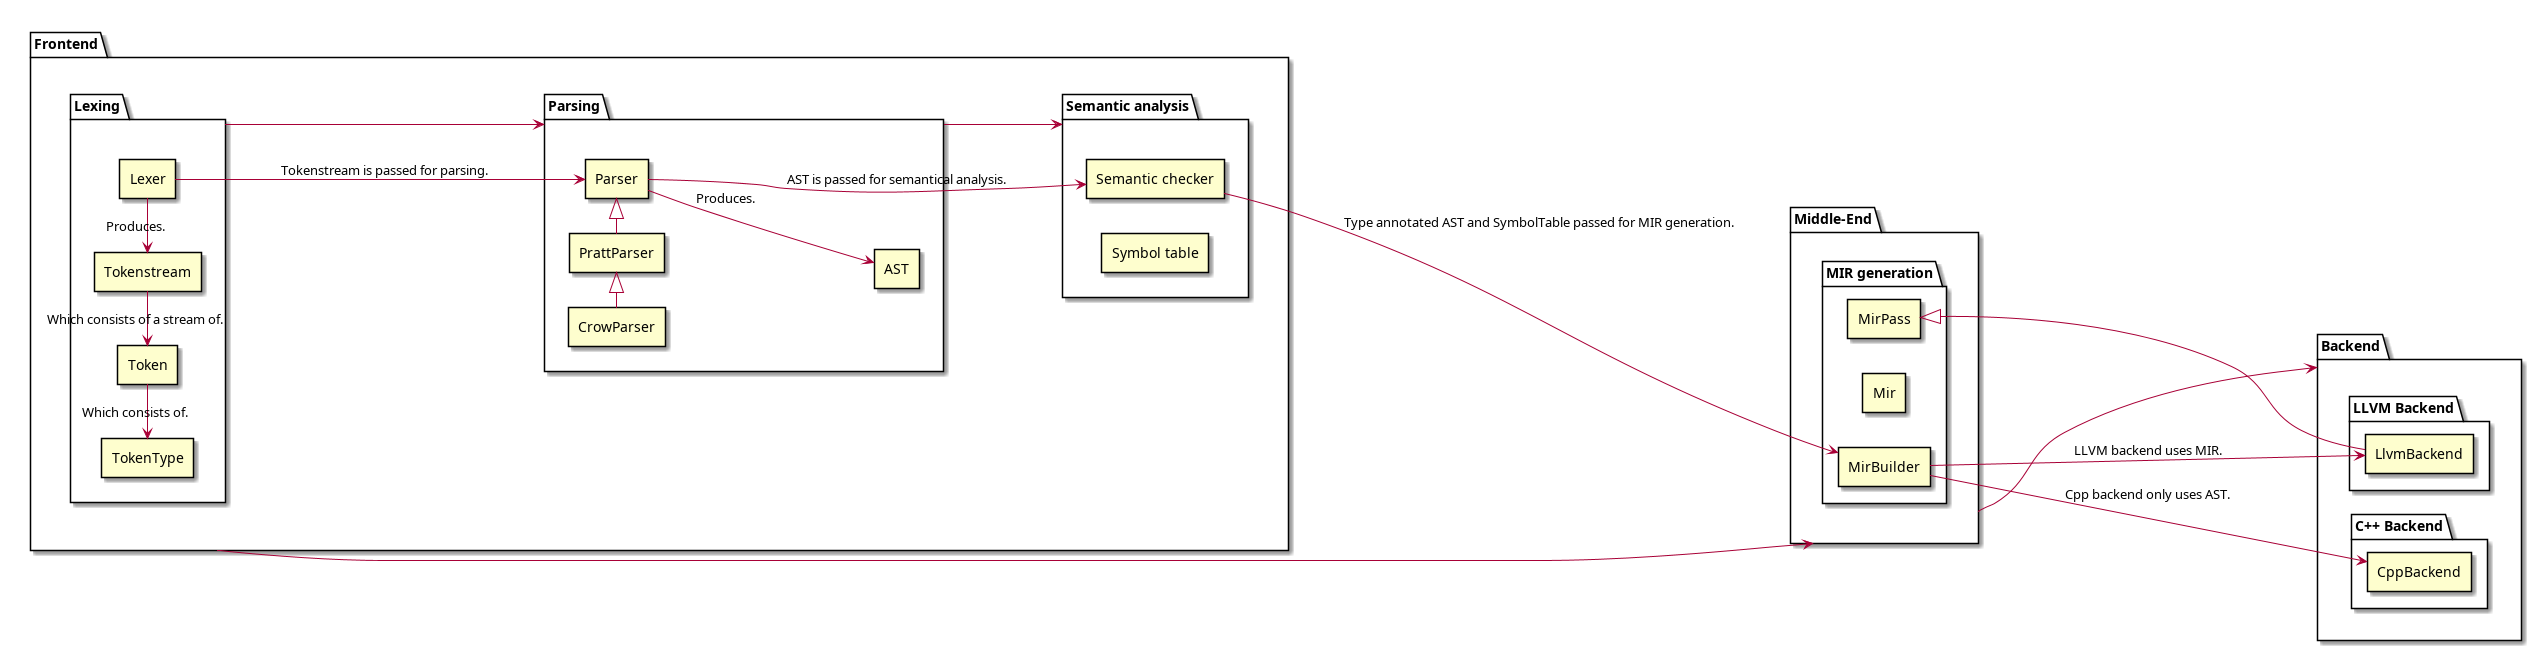 Frontend
Lexing
Lexer
Produces.
Tokenstream
Which consists of a stream of.
Token
Which consists of.
TokenType
Tokenstream is passed for parsing.
Parsing
Parser
PrattParser
CrowParser
Produces.
AST
AST is passed for semantical analysis.
Semantic analysis
Semantic checker
Symbol table
Type annotated AST and SymbolTable passed for MIR generation.
Middle-End
MIR generation
MirPass
Mir
MirBuilder
LLVM backend uses MIR.
Cpp backend only uses AST.
Backend
LLVM Backend
LlvmBackend
C++ Backend
CppBackend